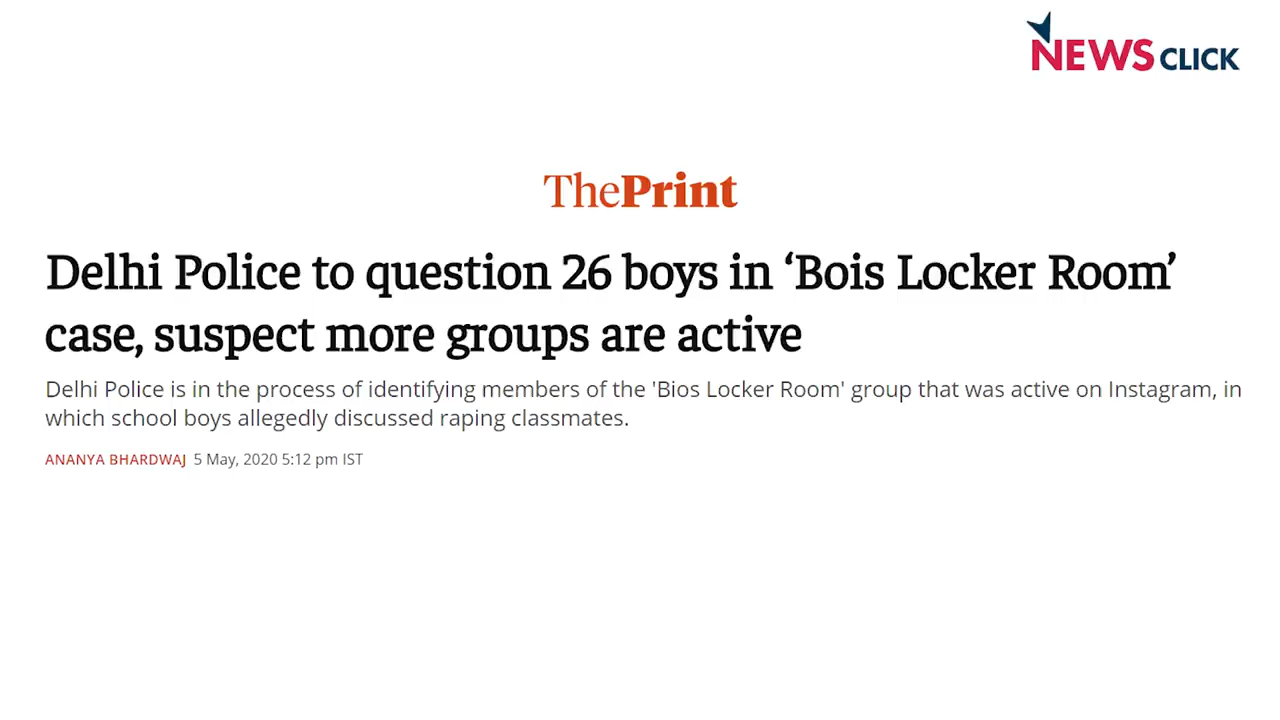 NEWS CLICK
ThePrint
Delhi Police to question 26 boys in ‘Bois Locker Room’
case, suspect more groups are active
Delhi Police is in the process of identifying members of the 'Bios Locker Room' group that was active on Instagram, in
which school boys allegedly discussed raping classmates.
ANANYA BHARDWAJ 5 May, 2020 5:12 pm IST